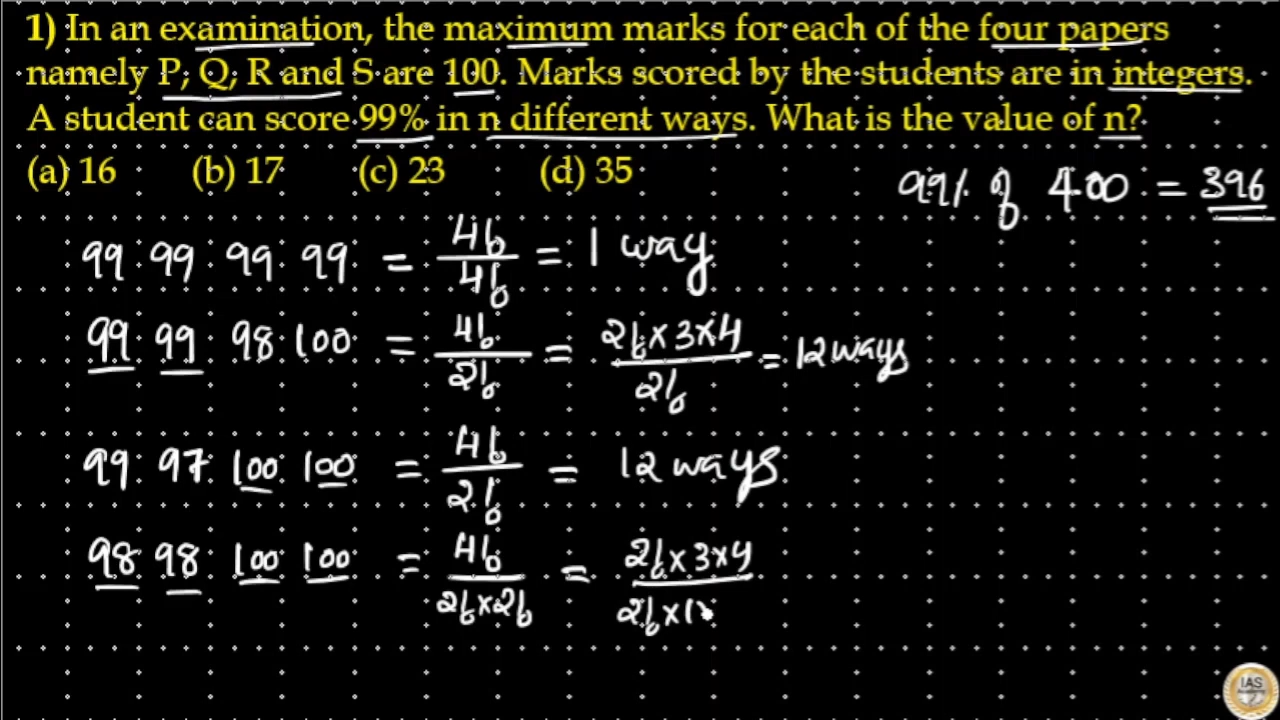 1) In an examination, the maximum marks for each of the four papers
namely P, Q, R and S are 100. Marks scored by the students are in integers.
A student can score 99% in n different ways. What is the value of n?
(a) 16 (b) 17 (c) 23 (d) 35
99% of 400 = 396
99 99 99 99 = 4! / 4! = 1 way
99 99 98 100 = 4! / 2! = 2! × 3 × 4 / 2! = 12 ways
99 97 100 100 = 4! / 2! = 12 ways
98 98 100 100 = 4! / 2! × 2! = 2! × 3 × 4 / 2! × 1
IAS